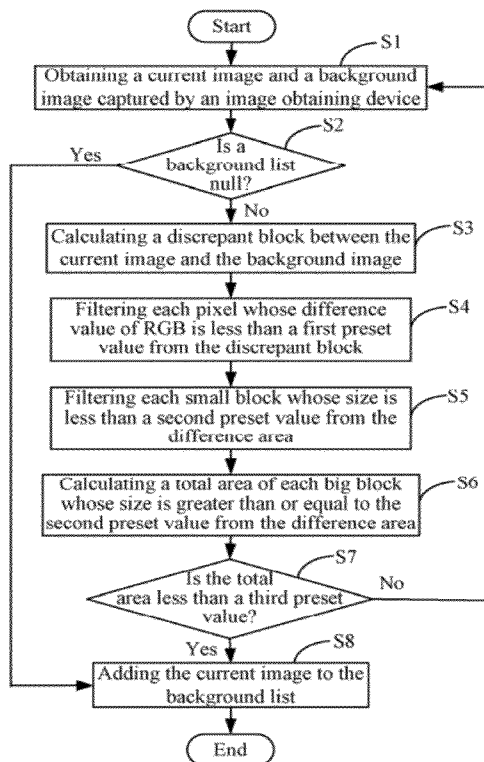 Start
S1
Obtaining a current image and a background
image captured by an image obtaining device
S2
Is a
background list
null?
Yes
No
S3
Calculating a discrepant block between the
current image and the background image
S4
Filtering each pixel whose difference
value of RGB is less than a first preset
value from the discrepant block
S5
Filtering each small block whose size is
less than a second preset value from the
difference area
S6
Calculating a total area of each big block
whose size is greater than or equal to the
second preset value from the difference area
S7
Is the total
area less than a third preset
value?
No
Yes
S8
Adding the current image to the
background list
End